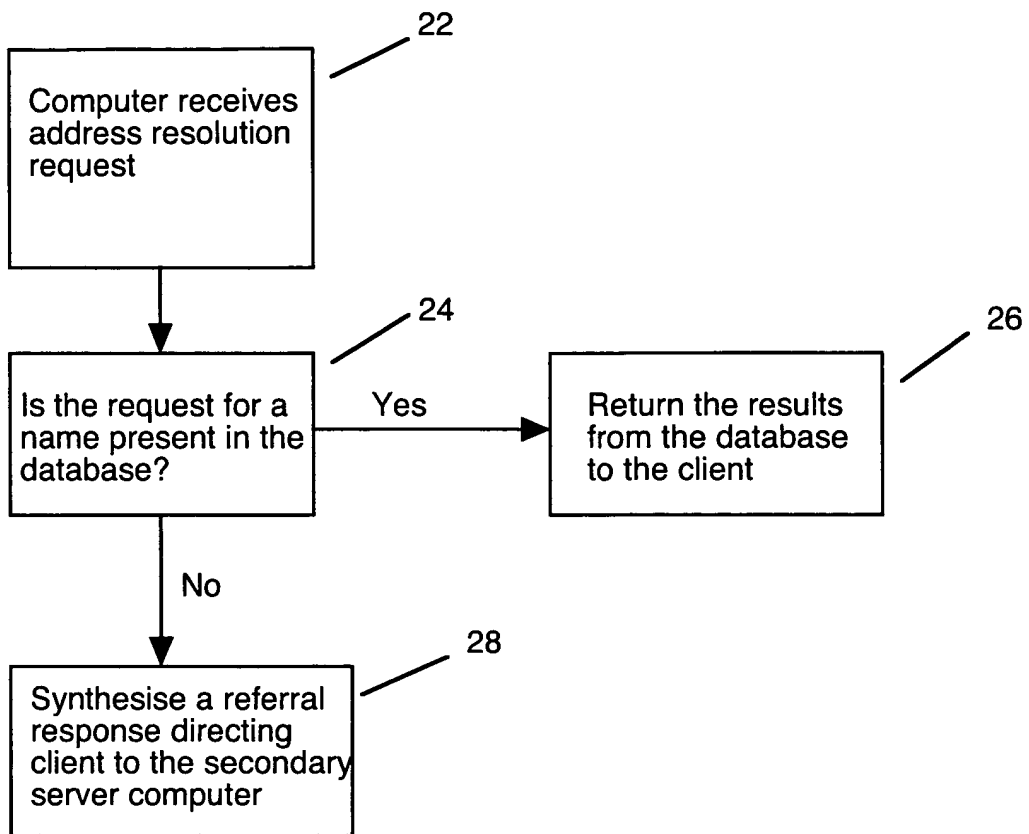 22
Computer receives
address resolution
request
24
Is the request for a
name present in the
database?
Yes
26
Return the results
from the database
to the client
No
28
Synthesise a referral
response directing
client to the secondary
server computer